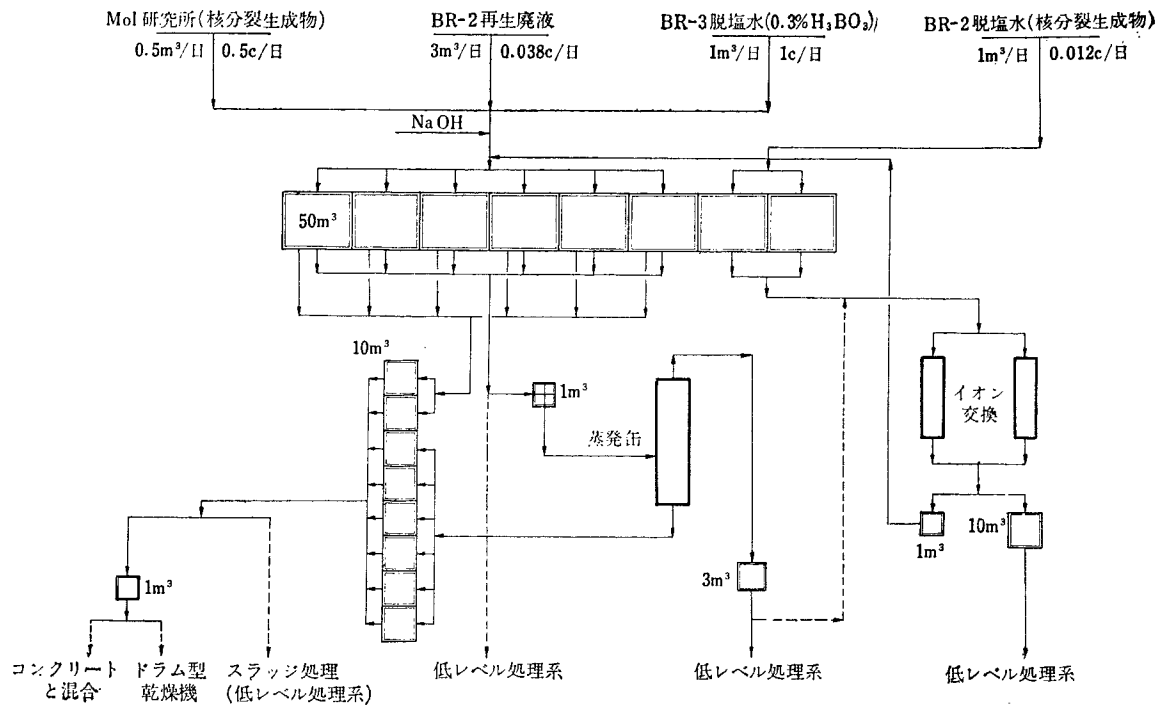 Mol 研究所(核分裂生成物)
0.5m³/日 0.5c/日
BR-2再生廃液
3m³/日 0.038c/日
BR-3脱塩水(0.3%H₃BO₃)
1m³/日 1c/日
BR-2脱塩水(核分裂生成物)
1m³/日 0.012c/日
NaOH
50m³
10m³
1m³
蒸発缶
イオン
交換
1m³
10m³
1m³
3m³
コンクリート
と混合
ドラム型
乾燥機
スラッジ処理
(低レベル処理系)
低レベル処理系
低レベル処理系
低レベル処理系